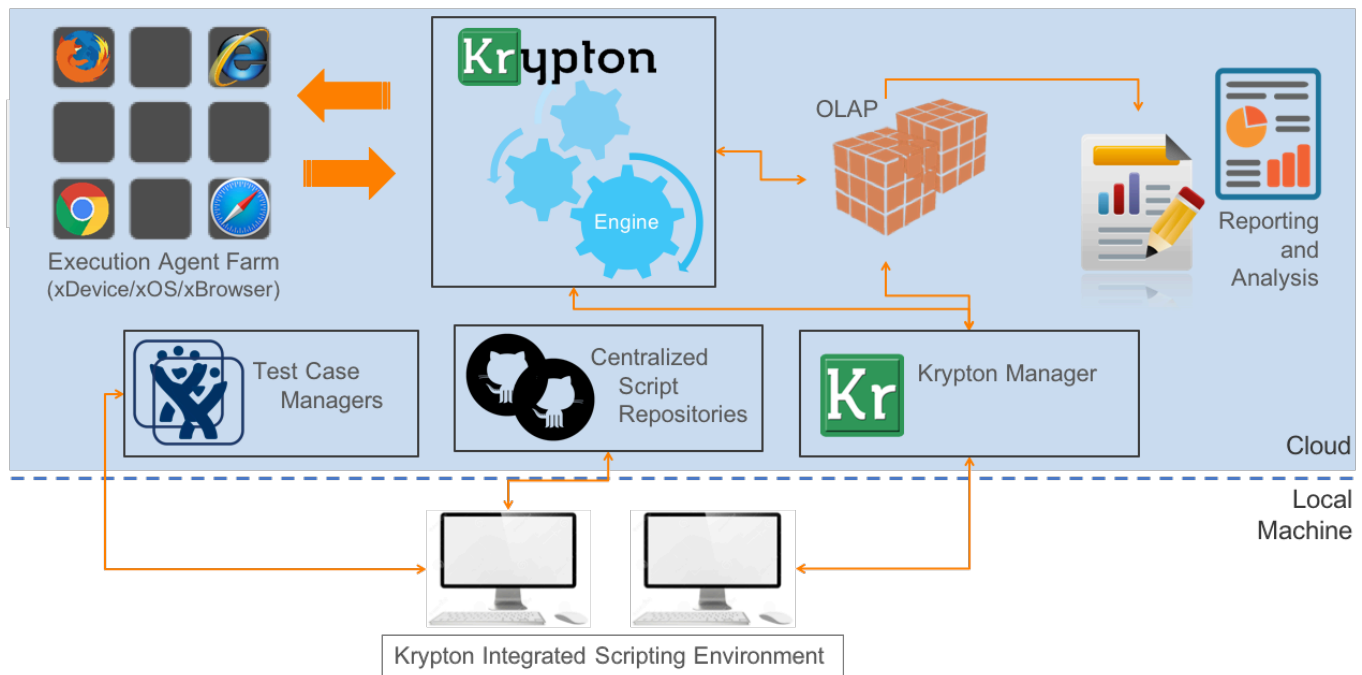 Krypton
Engine
Execution Agent Farm
(xDevice/xOS/xBrowser)
OLAP
Reporting
and
Analysis
Test Case
Managers
Centralized
Script
Repositories
Kr
Krypton Manager
Cloud
Local
Machine
Krypton Integrated Scripting Environment